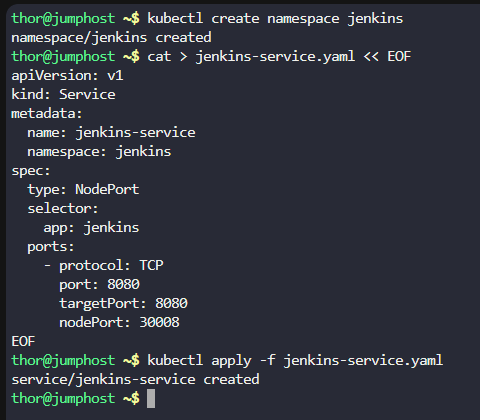 thor@jumphost ~$ kubectl create namespace jenkins
namespace/jenkins created
thor@jumphost ~$ cat > jenkins-service.yaml << EOF
apiVersion: v1
kind: Service
metadata:
  name: jenkins-service
  namespace: jenkins
spec:
  type: NodePort
  selector:
    app: jenkins
  ports:
    - protocol: TCP
      port: 8080
      targetPort: 8080
      nodePort: 30008
EOF
thor@jumphost ~$ kubectl apply -f jenkins-service.yaml
service/jenkins-service created
thor@jumphost ~$